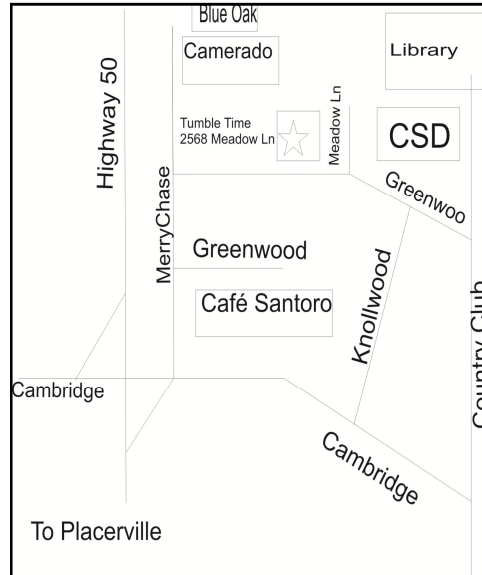 Blue Oak
Camerado
Library
Highway 50
Tumble Time
2568 Meadow Ln
Meadow Ln
CSD
MerryChase
Greenwoo
Greenwood
Knollwood
Café Santoro
Country Club
Cambridge
Cambridge
To Placerville